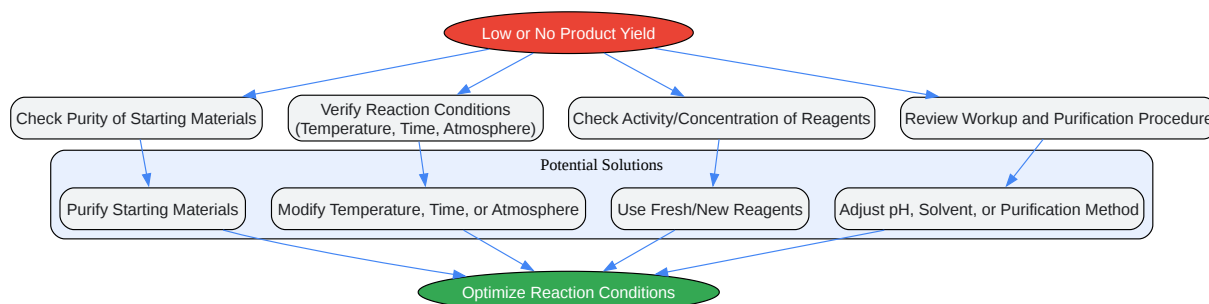 Low or No Product Yield
Check Purity of Starting Materials
Verify Reaction Conditions
(Temperature, Time, Atmosphere)
Check Activity/Concentration of Reagents
Review Workup and Purification Procedure
Potential Solutions
Purify Starting Materials
Modify Temperature, Time, or Atmosphere
Use Fresh/New Reagents
Adjust pH, Solvent, or Purification Method
Optimize Reaction Conditions